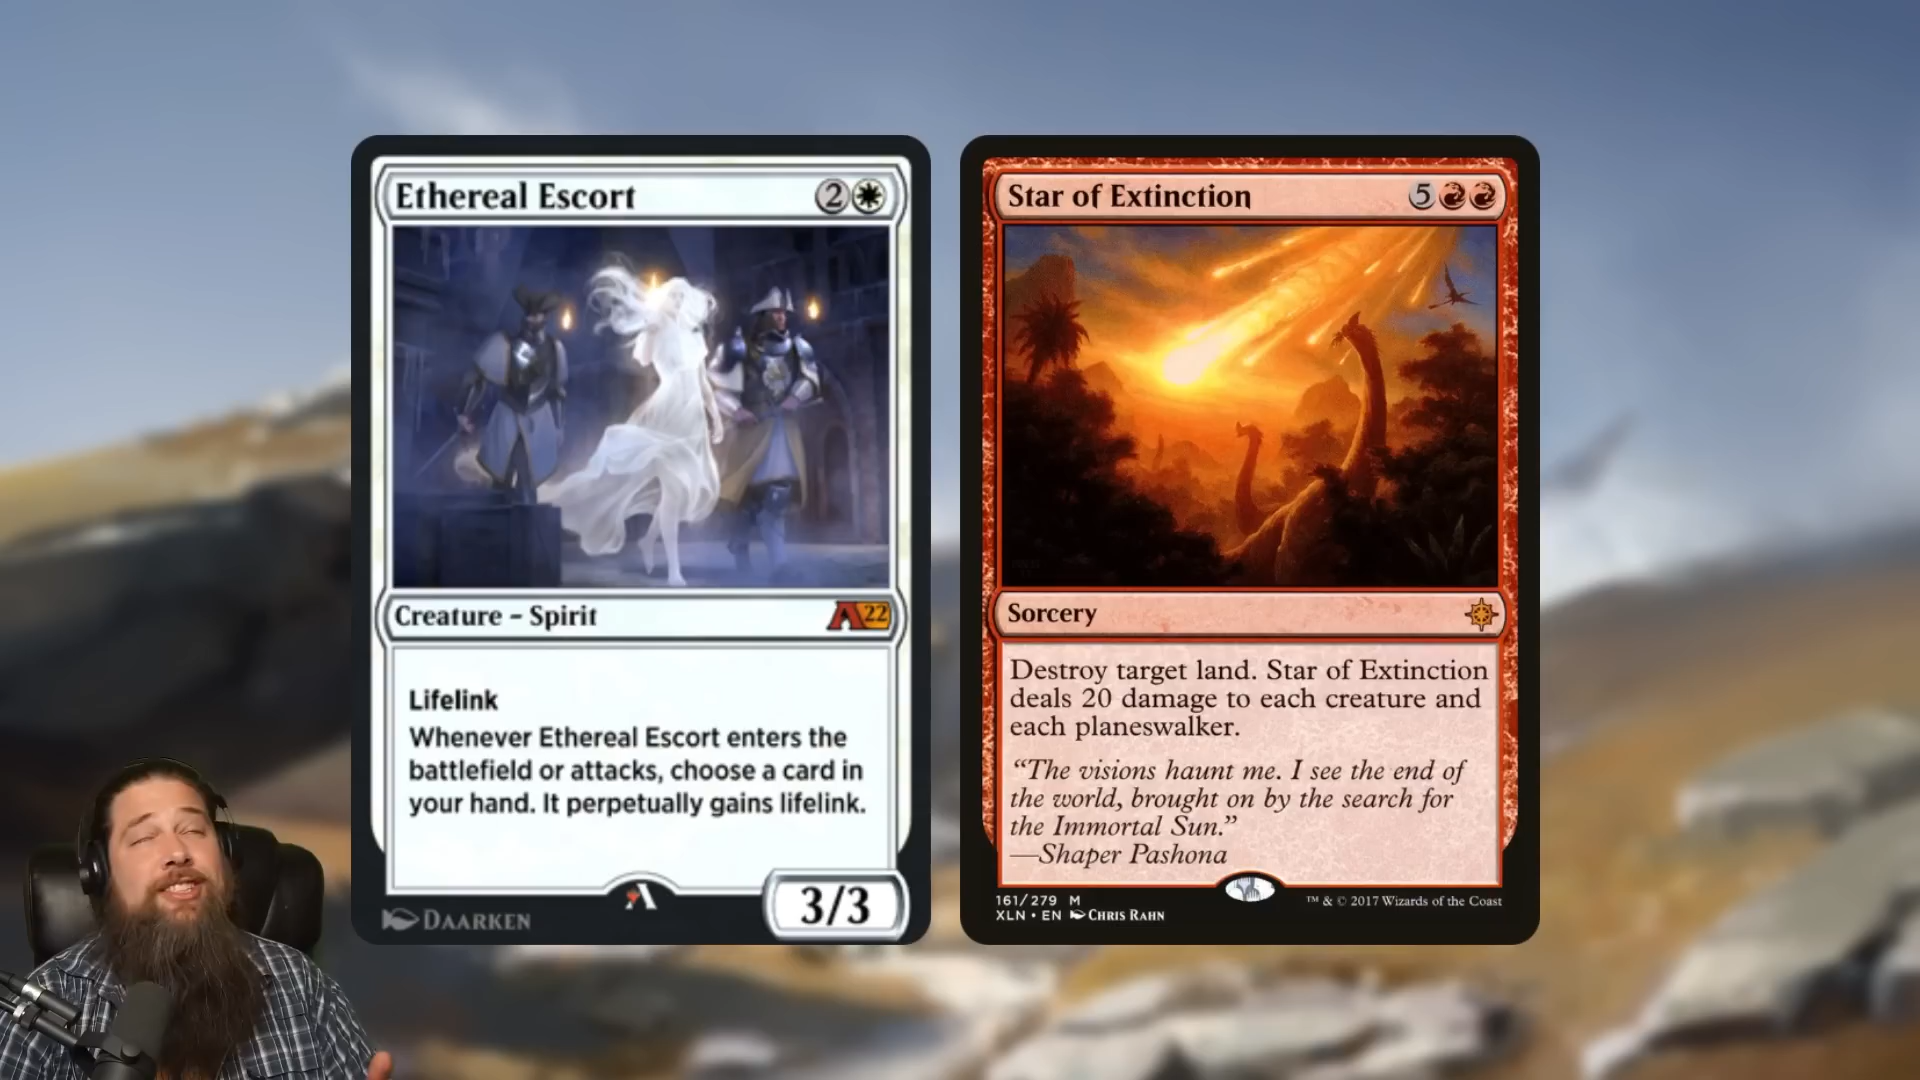 Ethereal Escort
2
Creature – Spirit
A22
Lifelink
Whenever Ethereal Escort enters the
battlefield or attacks, choose a card in
your hand. It perpetually gains lifelink.
3/3
DAARKEN
Star of Extinction
5
Sorcery
Destroy target land. Star of Extinction
deals 20 damage to each creature and
each planeswalker.
“The visions haunt me. I see the end of
the world, brought on by the search for
the Immortal Sun.”
—Shaper Pashona
161/279 M
XLN • EN CHRIS RAHN
™ & © 2017 Wizards of the Coast